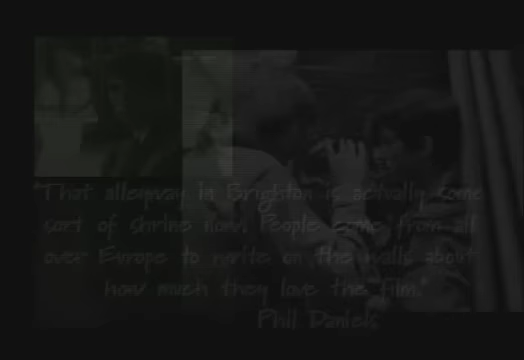 That alleyway in Brighton is actually some
sort of shrine now. People come from all
over Europe to write on the walls about
how much they love the film.
Phil Daniels